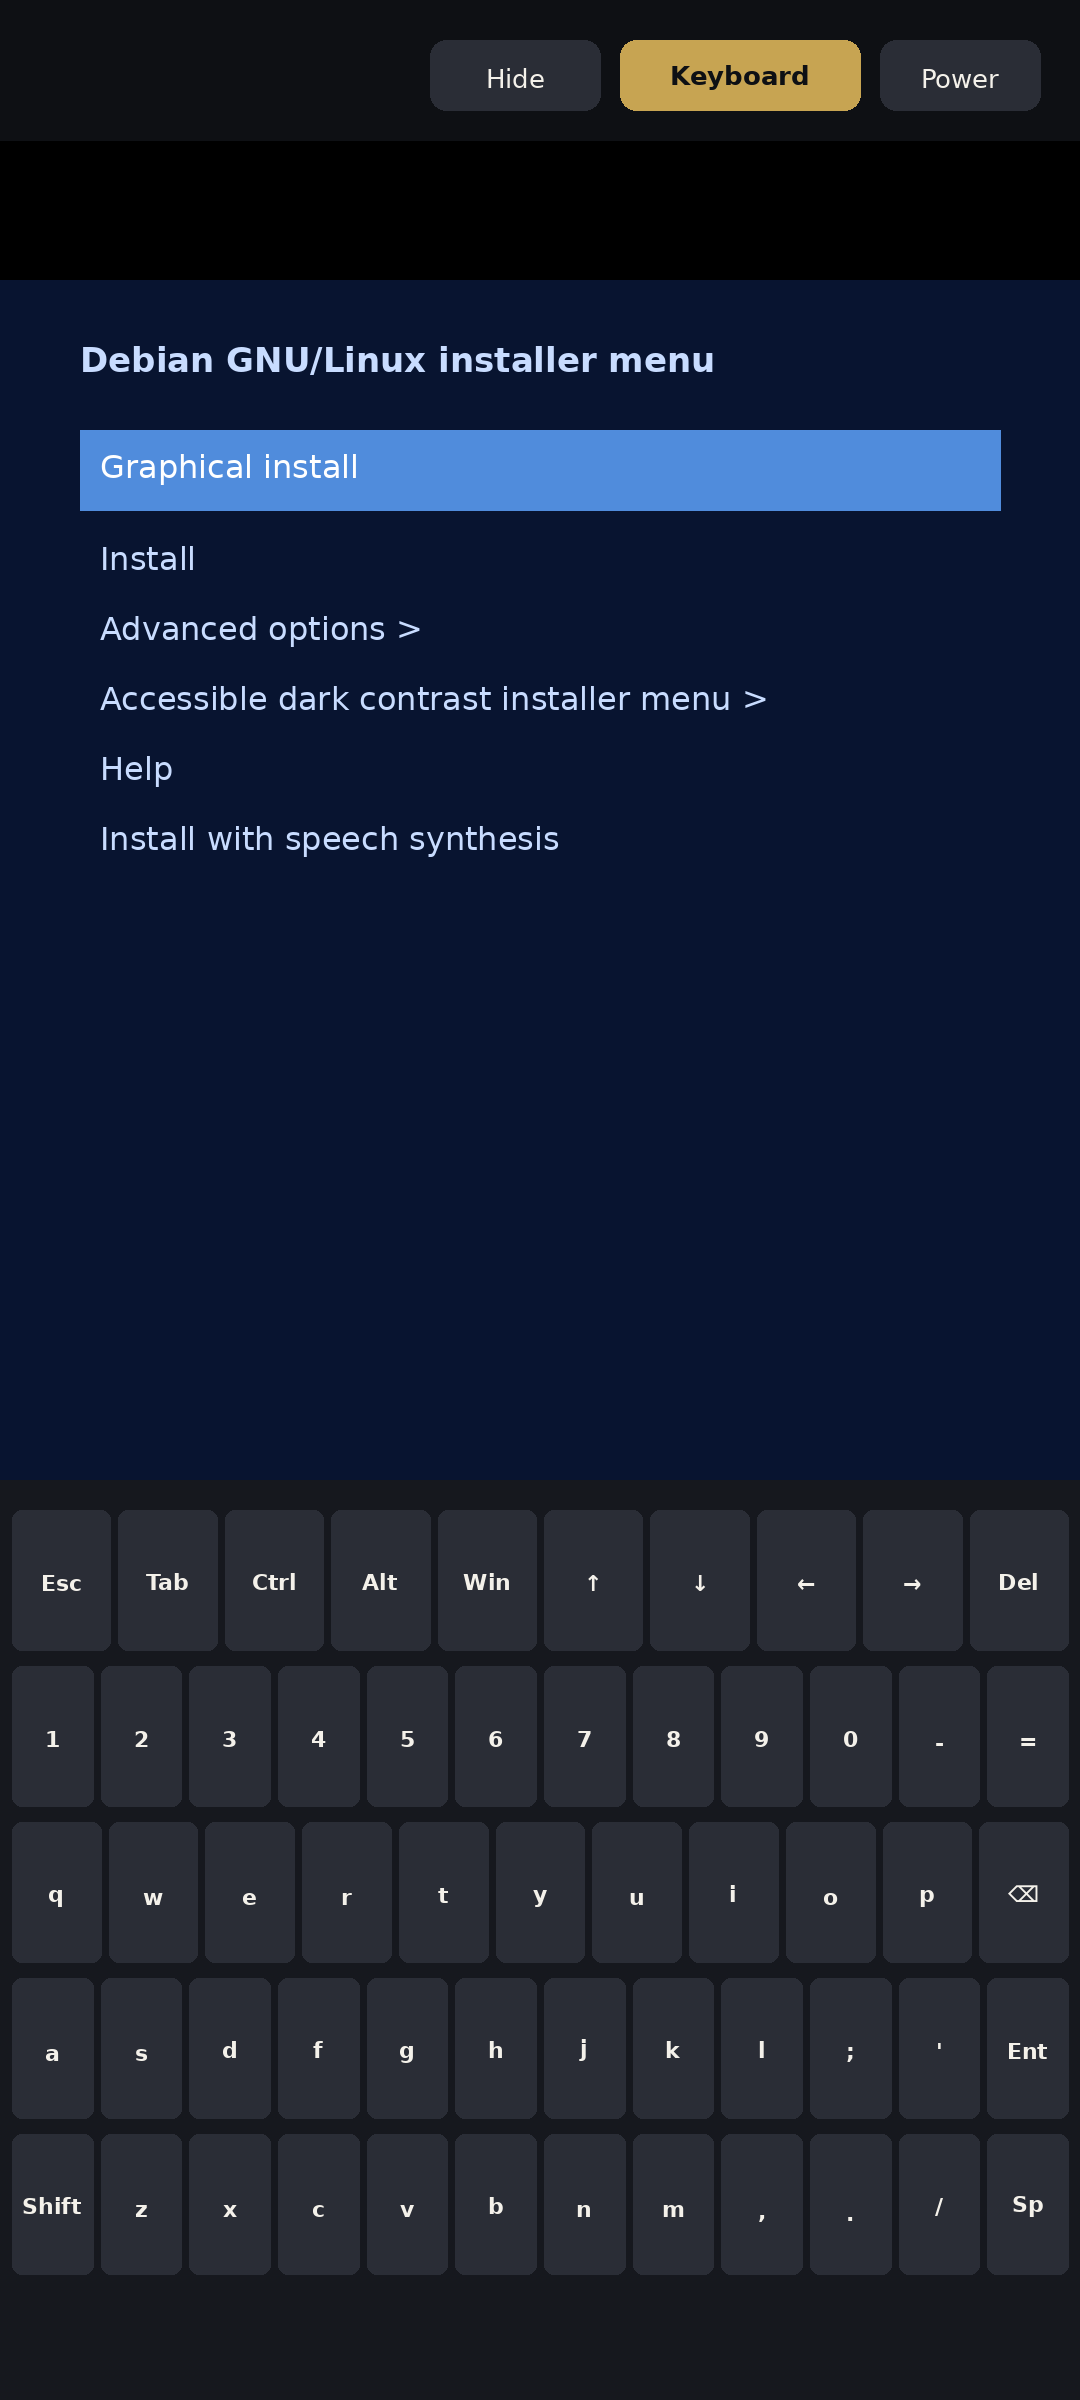 Hide Keyboard Power
Debian GNU/Linux installer menu
Graphical install
Install
Advanced options >
Accessible dark contrast installer menu >
Help
Install with speech synthesis
Esc Tab Ctrl Alt Win ↑ ↓ ← → Del
1 2 3 4 5 6 7 8 9 0 - =
q w e r t y u i o p ⌫
a s d f g h j k l ; ' Ent
Shift z x c v b n m , . / Sp